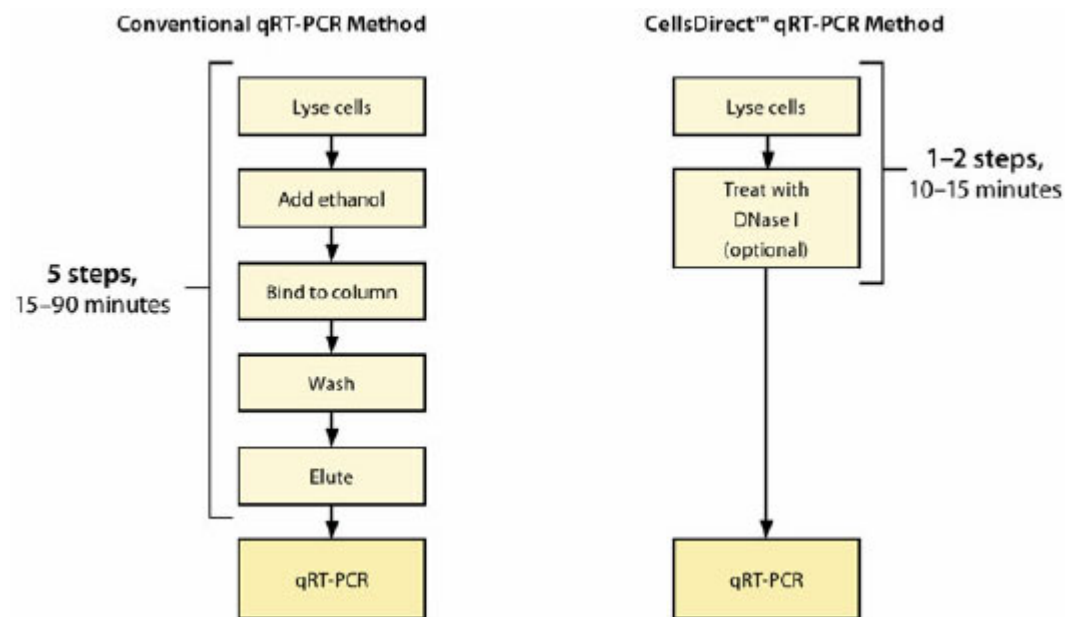 Conventional qRT-PCR Method
Lyse cells
Add ethanol
Bind to column
Wash
Elute
qRT-PCR
5 steps,
15–90 minutes
CellsDirect™ qRT-PCR Method
Lyse cells
Treat with
DNase I
(optional)
qRT-PCR
1–2 steps,
10–15 minutes